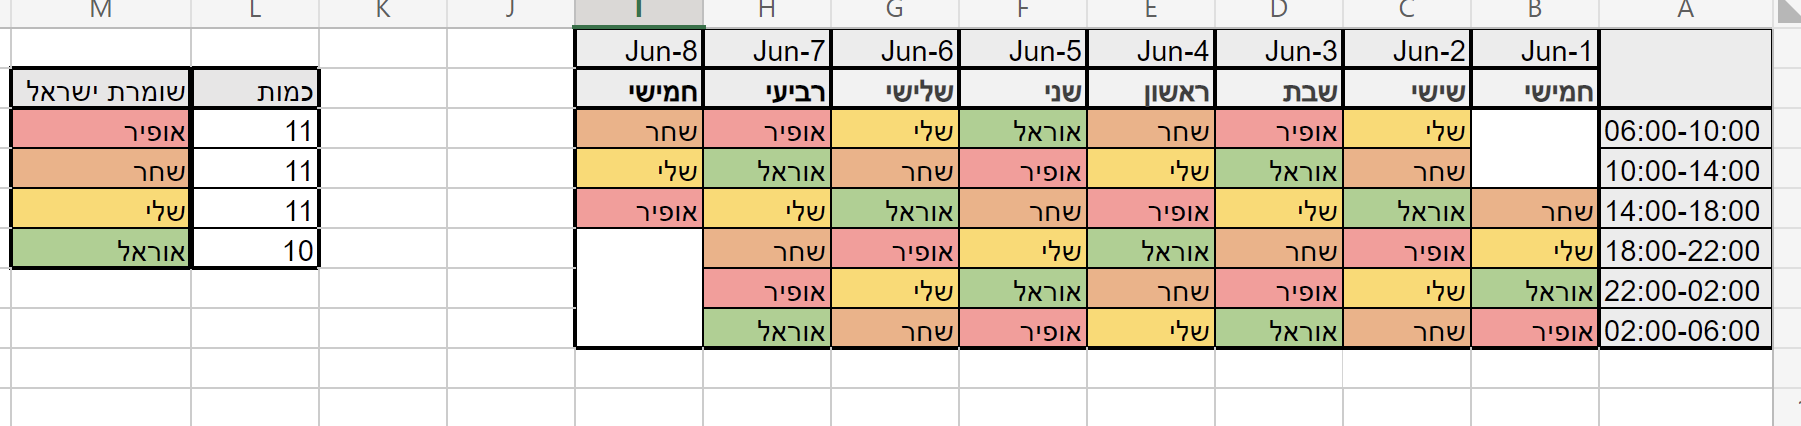 A B C D E F G H I J K L M
Jun-1 Jun-2 Jun-3 Jun-4 Jun-5 Jun-6 Jun-7 Jun-8
חמישי שישי שבת ראשון שני שלישי רביעי חמישי כמות שומרת ישראל
06:00-10:00 שלי אופיר שחר אוראל שלי אופיר שחר 11 אופיר
10:00-14:00 שחר אוראל שלי אופיר שחר אוראל שלי 11 שחר
14:00-18:00 שחר אוראל שלי אופיר שחר אוראל שלי אופיר 11 שלי
18:00-22:00 שלי אופיר שחר אוראל שלי אופיר שחר 10 אוראל
22:00-02:00 אוראל שלי אופיר שחר אוראל שלי אופיר
02:00-06:00 אופיר שחר אוראל שלי אופיר שחר אוראל